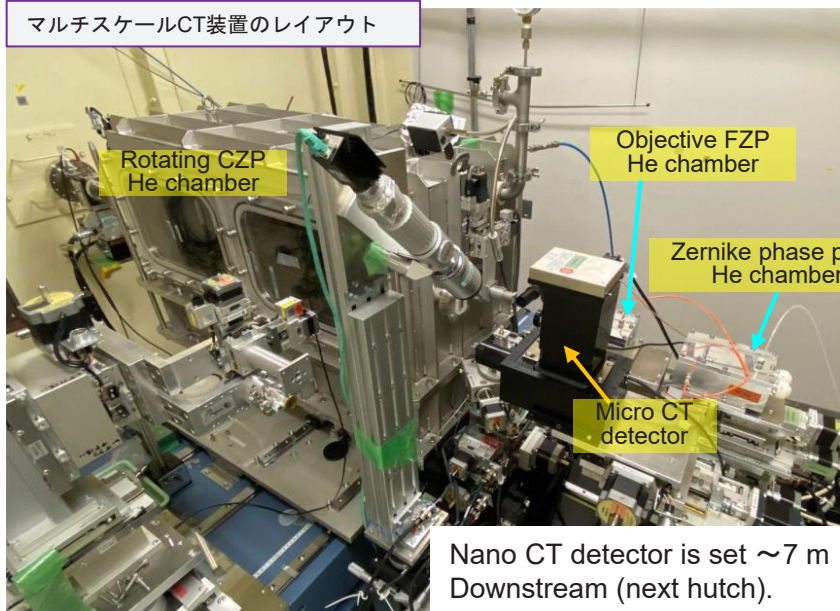 マルチスケールCT装置のレイアウト
Rotating CZP
He chamber
Objective FZP
He chamber
Zernike phase p
He chamber
Micro CT
detector
Nano CT detector is set ～7 m
Downstream (next hutch).